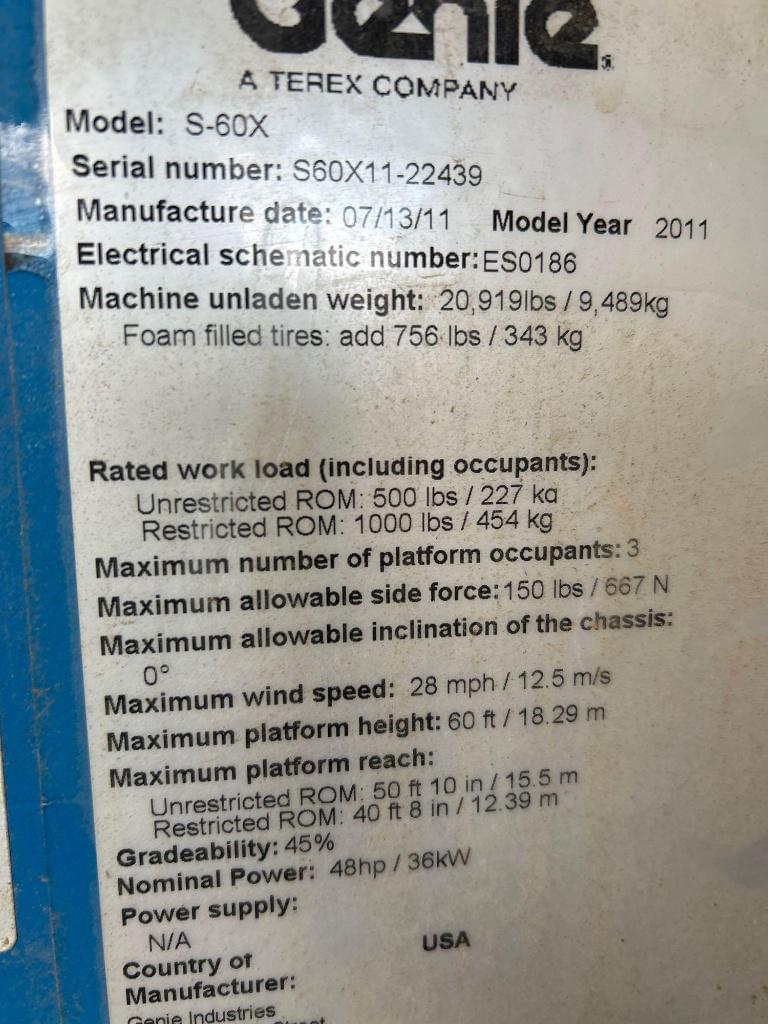 Genie
A TEREX COMPANY
Model: S-60X
Serial number: S60X11-22439
Manufacture date: 07/13/11 Model Year 2011
Electrical schematic number: ES0186
Machine unladen weight: 20,919lbs / 9,489kg
Foam filled tires: add 756 lbs / 343 kg
Rated work load (including occupants):
Unrestricted ROM: 500 lbs / 227 kg
Restricted ROM: 1000 lbs / 454 kg
Maximum number of platform occupants: 3
Maximum allowable side force: 150 lbs / 667 N
Maximum allowable inclination of the chassis:
0°
Maximum wind speed: 28 mph / 12.5 m/s
Maximum platform height: 60 ft / 18.29 m
Maximum platform reach:
Unrestricted ROM: 50 ft 10 in / 15.5 m
Restricted ROM: 40 ft 8 in / 12.39 m
Gradeability: 45%
Nominal Power: 48hp / 36kW
Power supply:
N/A
Country of USA
Manufacturer:
Genie Industries
Street